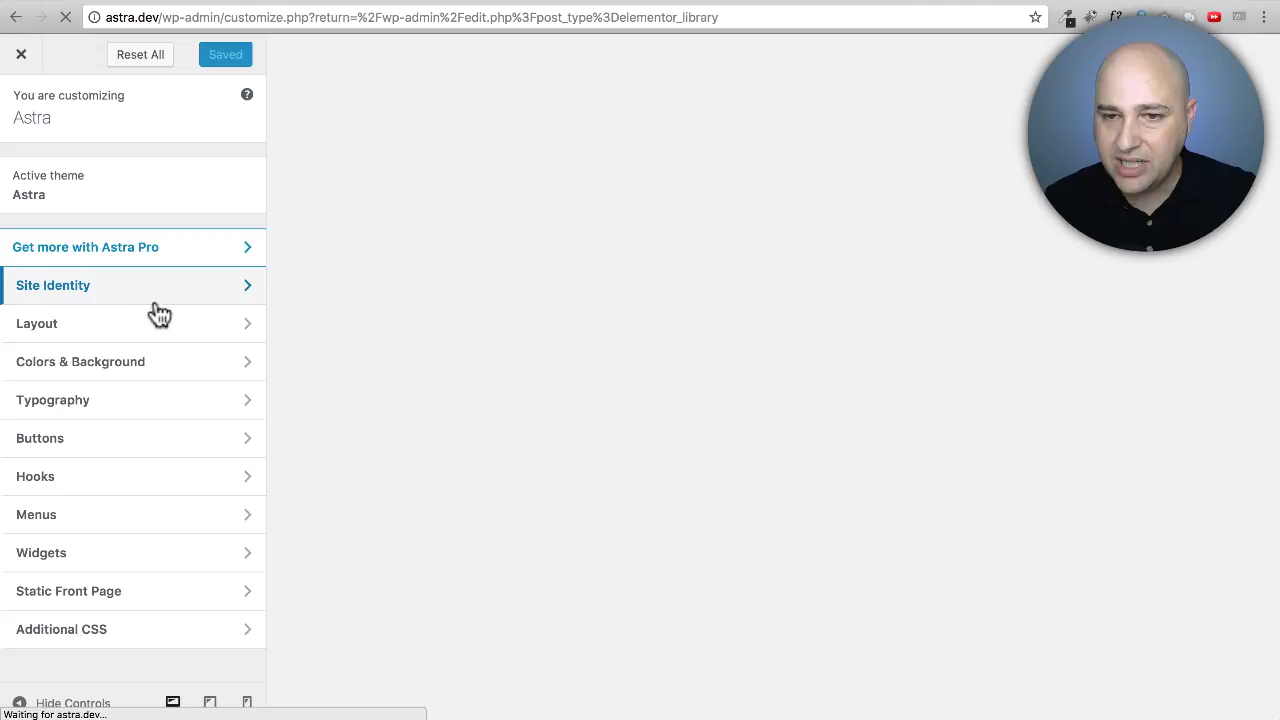 astra.dev/wp-admin/customize.php?return=%2Fwp-admin%2Fedit.php%3Fpost_type%3Delementor_library
f?
Reset All
Saved
You are customizing
Astra
Active theme
Astra
Get more with Astra Pro
Site Identity
Layout
Colors & Background
Typography
Buttons
Hooks
Menus
Widgets
Static Front Page
Additional CSS
Hide Controls
Waiting for astra.dev...